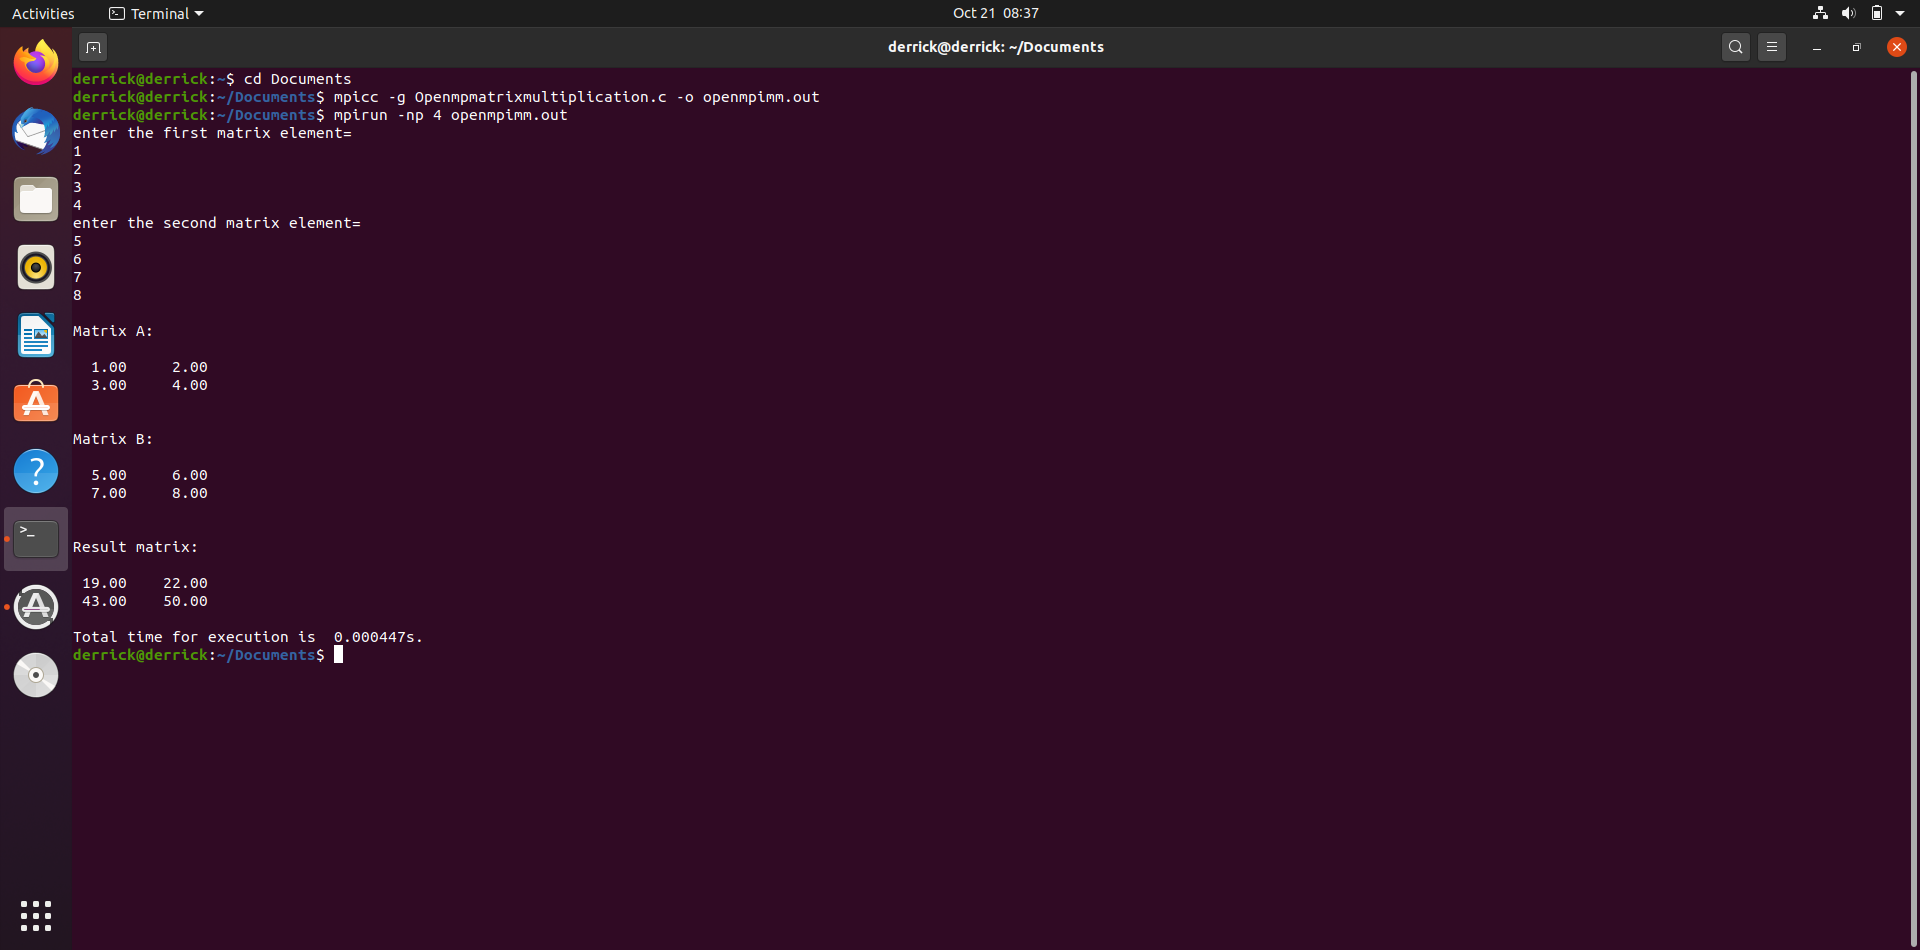 Activities Terminal Oct 21 08:37
derrick@derrick: ~/Documents
derrick@derrick:~$ cd Documents
derrick@derrick:~/Documents$ mpicc -g Openmpmatrixmultiplication.c -o openmpimm.out
derrick@derrick:~/Documents$ mpirun -np 4 openmpimm.out
enter the first matrix element=
1
2
3
4
enter the second matrix element=
5
6
7
8
Matrix A:
1.00 2.00
3.00 4.00
Matrix B:
5.00 6.00
7.00 8.00
Result matrix:
19.00 22.00
43.00 50.00
Total time for execution is  0.000447s.
derrick@derrick:~/Documents$